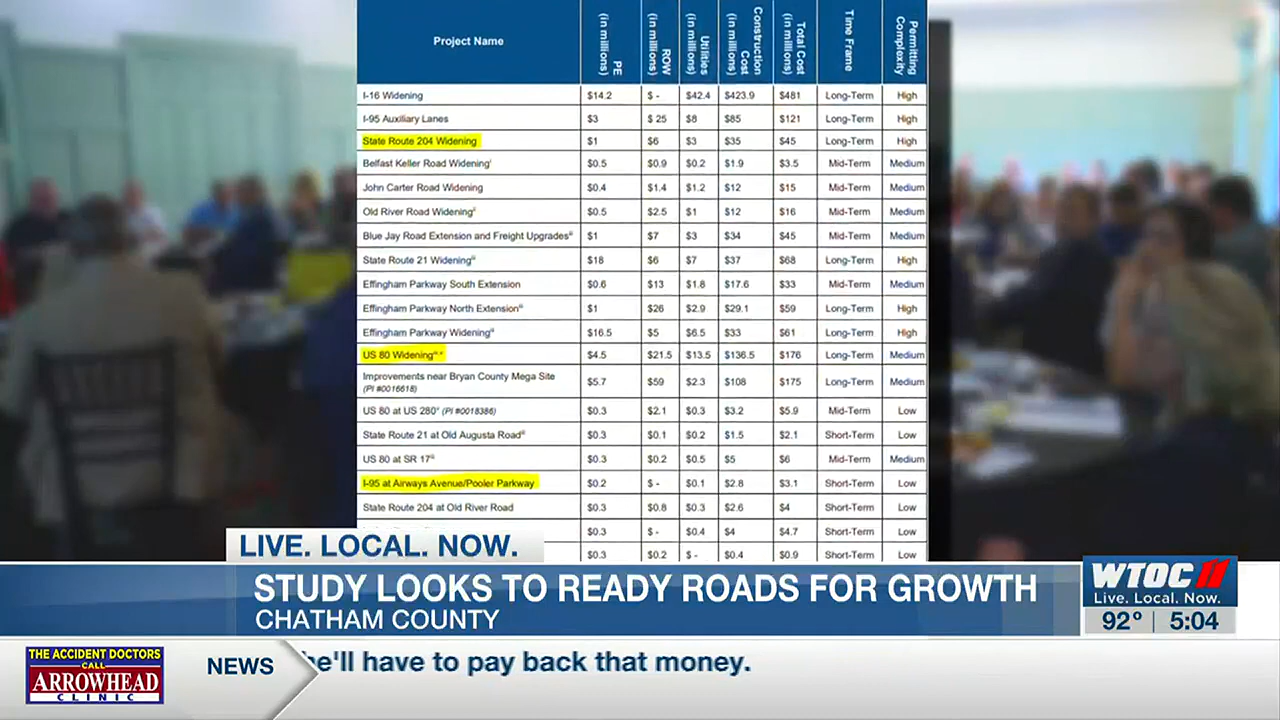 Project Name PE (in millions) ROW (in millions) Utilities (in millions) Construction Cost (in millions) Total Cost (in millions) Time Frame Permitting Complexity
I-16 Widening $14.2 $ - $42.4 $423.9 $481 Long-Term High
I-95 Auxiliary Lanes $3 $ 25 $8 $85 $121 Long-Term High
State Route 204 Widening $1 $6 $3 $35 $45 Long-Term High
Belfast Keller Road Widening $0.5 $0.9 $0.2 $1.9 $3.5 Mid-Term Medium
John Carter Road Widening $0.4 $1.4 $1.2 $12 $15 Mid-Term Medium
Old River Road Widening $0.5 $2.5 $1 $12 $16 Mid-Term Medium
Blue Jay Road Extension and Freight Upgrades $1 $7 $3 $34 $45 Mid-Term Medium
State Route 21 Widening $18 $6 $7 $37 $68 Long-Term High
Effingham Parkway South Extension $0.6 $13 $1.8 $17.6 $33 Mid-Term Medium
Effingham Parkway North Extension $1 $26 $2.9 $29.1 $59 Long-Term High
Effingham Parkway Widening $16.5 $5 $6.5 $33 $61 Long-Term High
US 80 Widening $4.5 $21.5 $13.5 $136.5 $176 Long-Term Medium
Improvements near Bryan County Mega Site
(PI #0016618) $5.7 $59 $2.3 $108 $175 Long-Term Medium
US 80 at US 280 (PI #0018386) $0.3 $2.1 $0.3 $3.2 $5.9 Mid-Term Low
State Route 21 at Old Augusta Road $0.3 $0.1 $0.2 $1.5 $2.1 Short-Term Low
US 80 at SR 17 $0.3 $0.2 $0.5 $5 $6 Mid-Term Medium
I-95 at Airways Avenue/Pooler Parkway $0.2 $ - $0.1 $2.8 $3.1 Short-Term Low
State Route 204 at Old River Road $0.3 $0.8 $0.3 $2.6 $4 Short-Term Low
$0.3 $ - $0.4 $4 $4.7 Short-Term Low
$0.3 $0.2 $ - $0.4 $0.9 Short-Term Low
LIVE. LOCAL. NOW.
STUDY LOOKS TO READY ROADS FOR GROWTH
CHATHAM COUNTY
WTOC 11
Live. Local. Now.
92° 5:04
THE ACCIDENT DOCTORS
CALL
ARROWHEAD
CLINIC
NEWS he'll have to pay back that money.